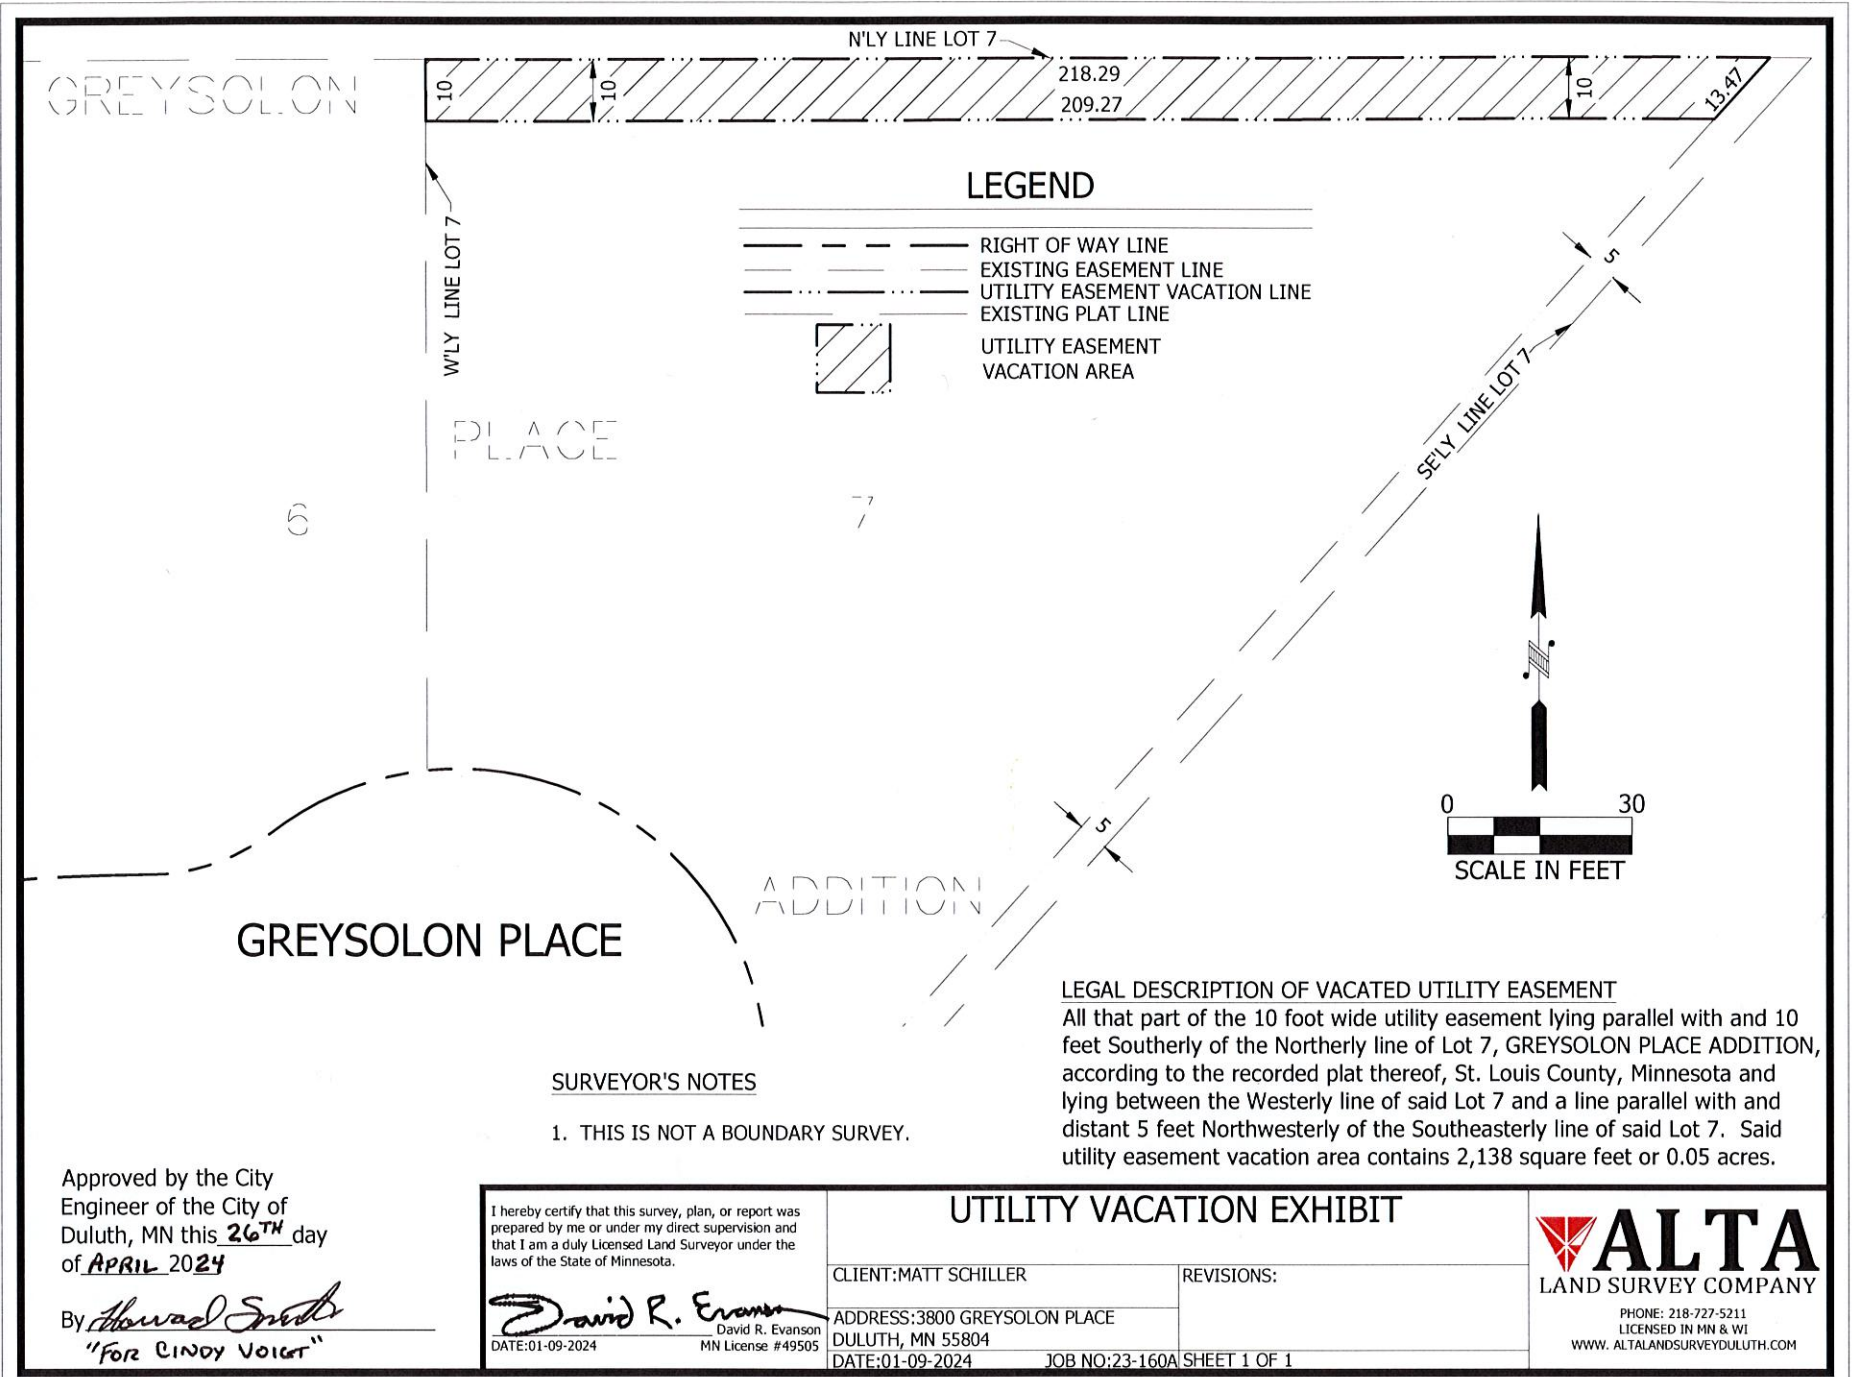 N'LY LINE LOT 7
GREYSOLON
10
10
218.29
209.27
10
13.47
W'LY LINE LOT 7
LEGEND
RIGHT OF WAY LINE
EXISTING EASEMENT LINE
UTILITY EASEMENT VACATION LINE
EXISTING PLAT LINE
UTILITY EASEMENT
VACATION AREA
5
SE'LY LINE LOT 7
PLACE
6
7
N
0 30
SCALE IN FEET
5
ADDITION
GREYSOLON PLACE
LEGAL DESCRIPTION OF VACATED UTILITY EASEMENT
All that part of the 10 foot wide utility easement lying parallel with and 10
feet Southerly of the Northerly line of Lot 7, GREYSOLON PLACE ADDITION,
according to the recorded plat thereof, St. Louis County, Minnesota and
lying between the Westerly line of said Lot 7 and a line parallel with and
distant 5 feet Northwesterly of the Southeasterly line of said Lot 7. Said
utility easement vacation area contains 2,138 square feet or 0.05 acres.
SURVEYOR'S NOTES
1. THIS IS NOT A BOUNDARY SURVEY.
Approved by the City
Engineer of the City of
Duluth, MN this 26TH day
of APRIL 2024
By Howard Smith
"FOR CINDY VOIGT"
I hereby certify that this survey, plan, or report was
prepared by me or under my direct supervision and
that I am a duly Licensed Land Surveyor under the
laws of the State of Minnesota.
David R. Evanson
David R. Evanson
DATE:01-09-2024 MN License #49505
UTILITY VACATION EXHIBIT
CLIENT:MATT SCHILLER
REVISIONS:
ADDRESS:3800 GREYSOLON PLACE
DULUTH, MN 55804
DATE:01-09-2024 JOB NO:23-160A SHEET 1 OF 1
ALTA
LAND SURVEY COMPANY
PHONE: 218-727-5211
LICENSED IN MN & WI
WWW. ALTALANDSURVEYDULUTH.COM